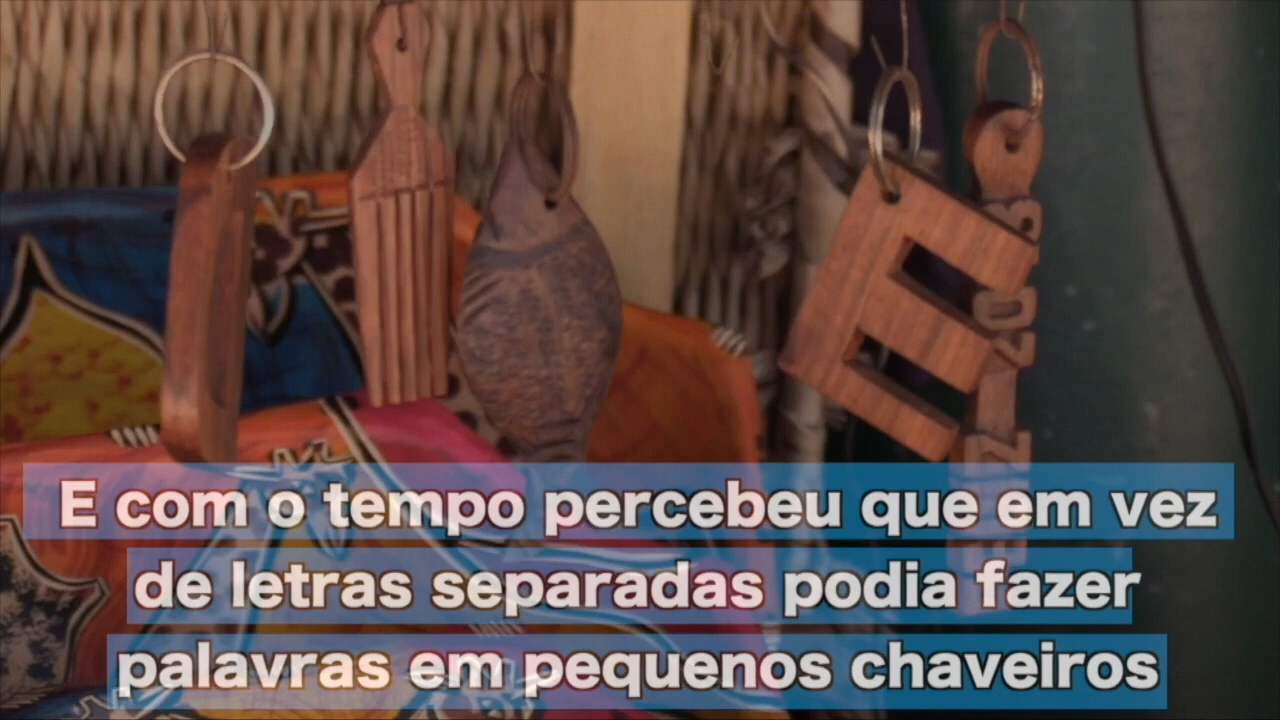 E com o tempo percebeu que em vez
de letras separadas podia fazer
palavras em pequenos chaveiros